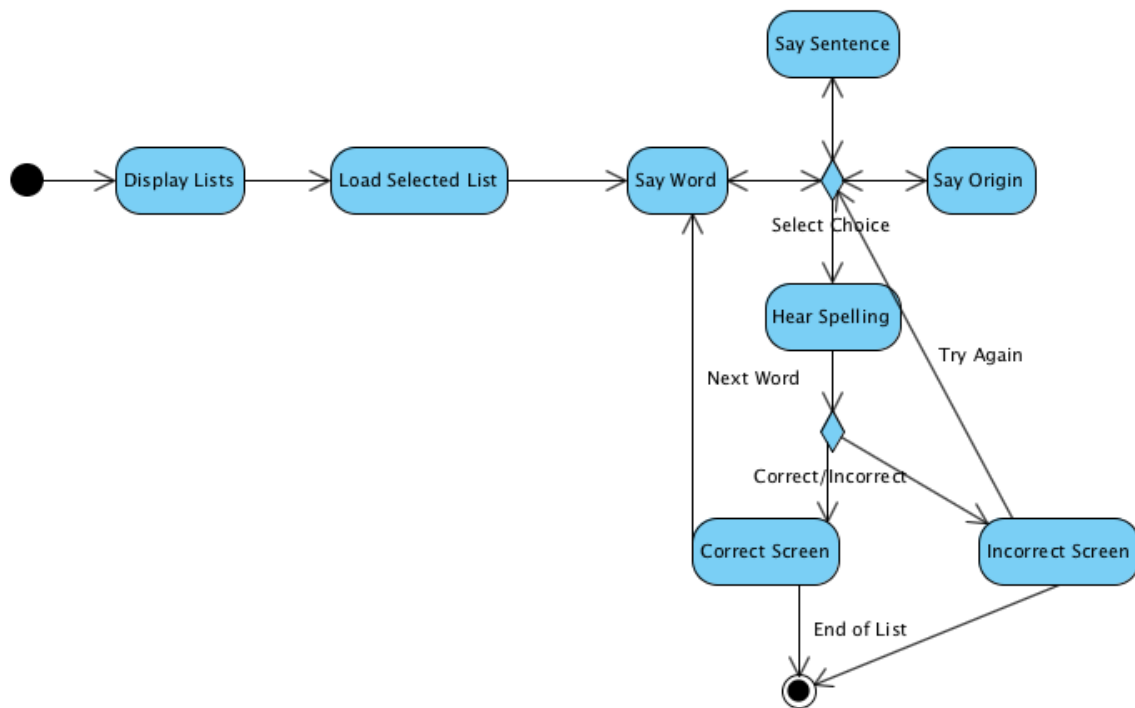 Say Sentence
Display Lists
Load Selected List
Say Word
Say Origin
Select Choice
Hear Spelling
Try Again
Next Word
Correct/Incorrect
Correct Screen
Incorrect Screen
End of List